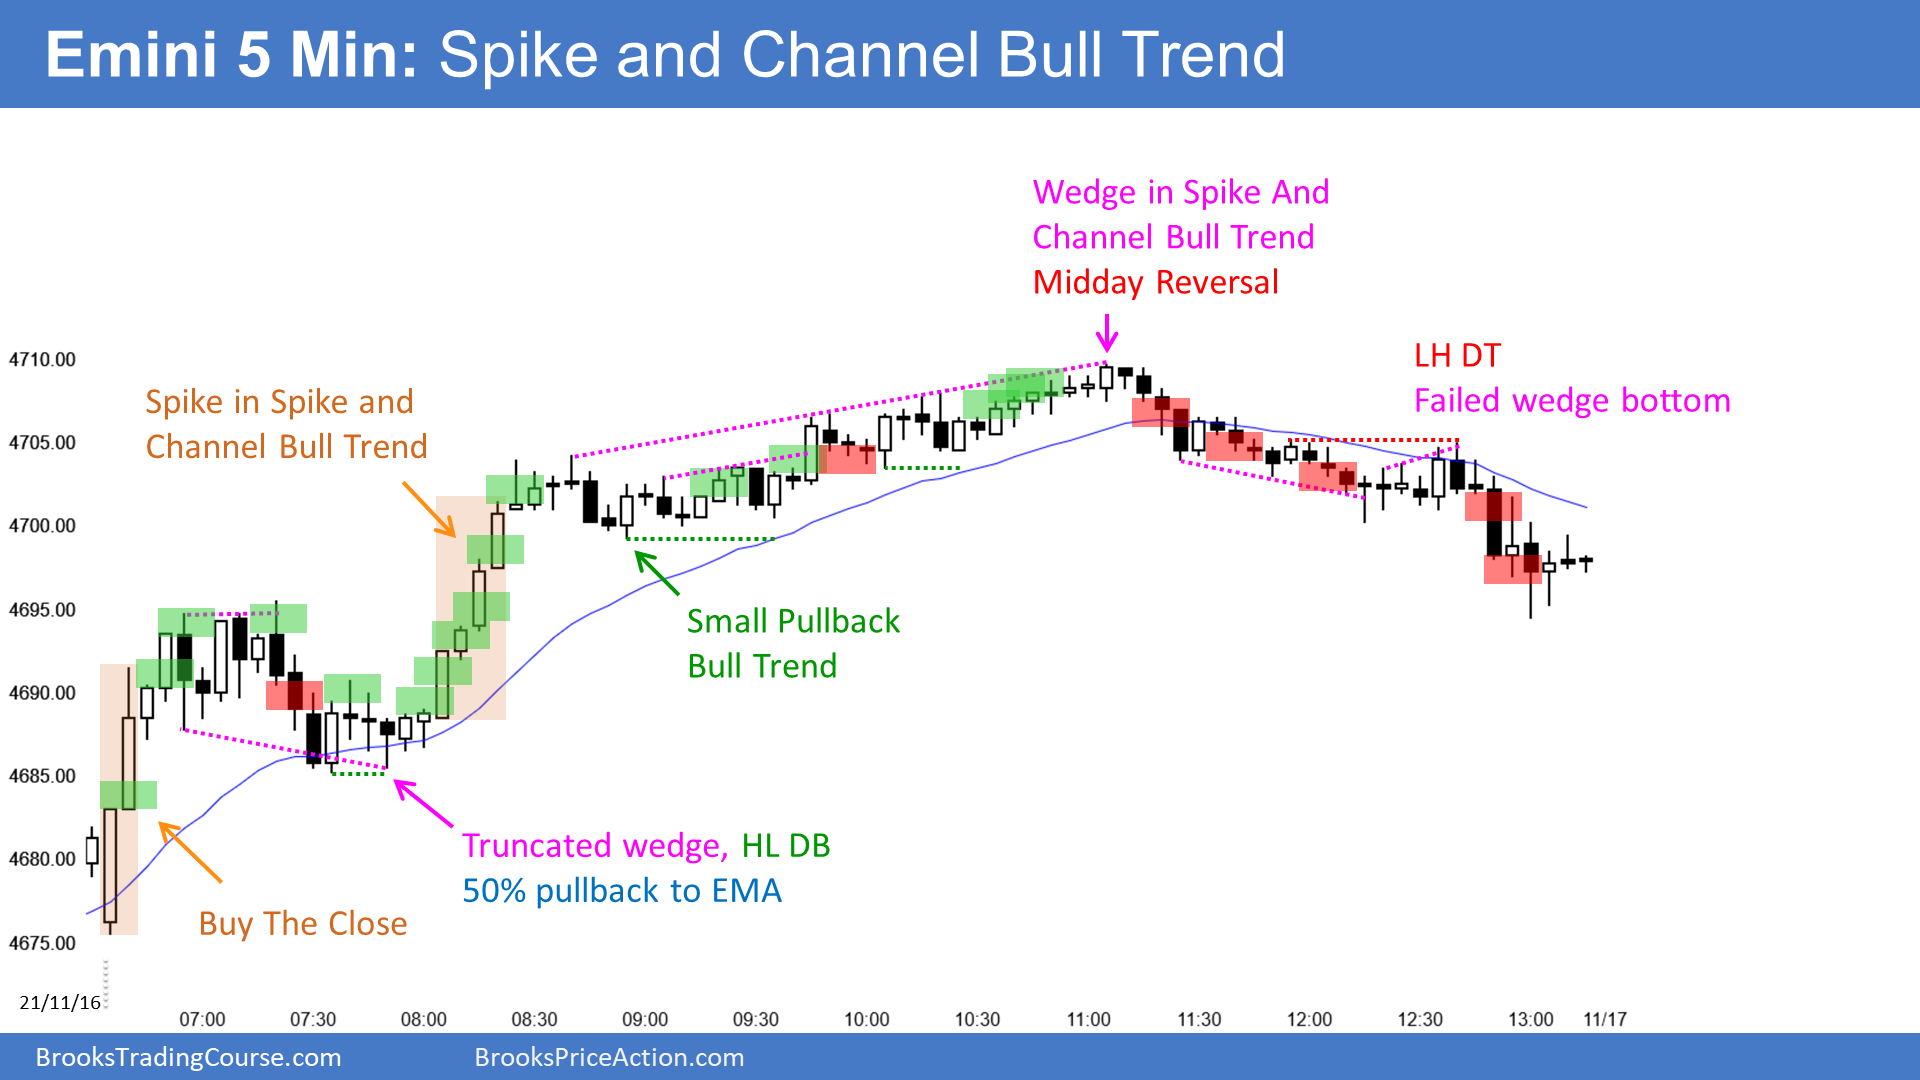 Emini 5 Min: Spike and Channel Bull Trend
Wedge in Spike And
Channel Bull Trend
Midday Reversal
LH DT
Failed wedge bottom
Spike in Spike and
Channel Bull Trend
Small Pullback
Bull Trend
Truncated wedge, HL DB
50% pullback to EMA
Buy The Close
4710.00
4705.00
4700.00
4695.00
4690.00
4685.00
4680.00
4675.00
21/11/16
07:00 07:30 08:00 08:30 09:00 09:30 10:00 10:30 11:00 11:30 12:00 12:30 13:00 11/17
BrooksTradingCourse.com BrooksPriceAction.com